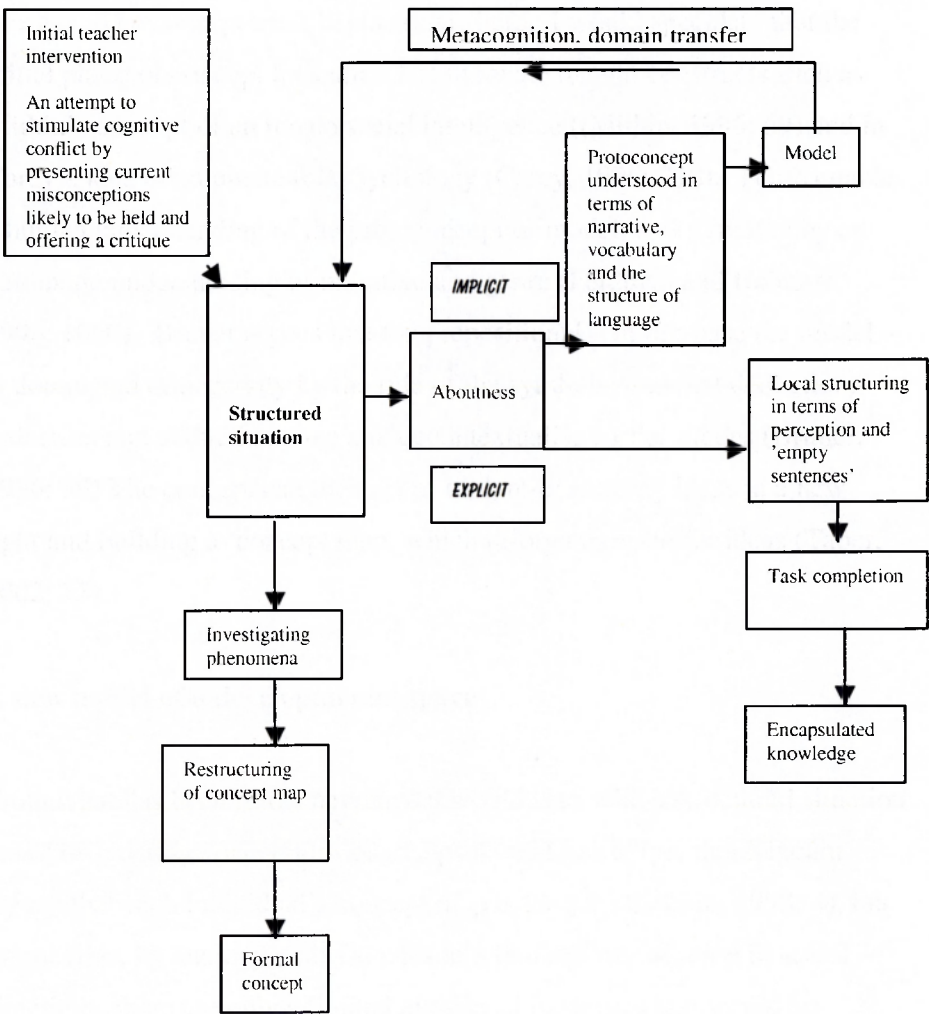 Initial teacher
intervention
An attempt to
stimulate cognitive
conflict by
presenting current
misconceptions
likely to be held and
offering a critique
Metacognition, domain transfer
Protoconcept
understood in
terms of
narrative,
vocabulary
and the
structure of
language
Model
IMPLICIT
Structured
situation
Aboutness
EXPLICIT
Local structuring
in terms of
perception and
'empty
sentences'
Task completion
Encapsulated
knowledge
Investigating
phenomena
Restructuring
of concept map
Formal
concept